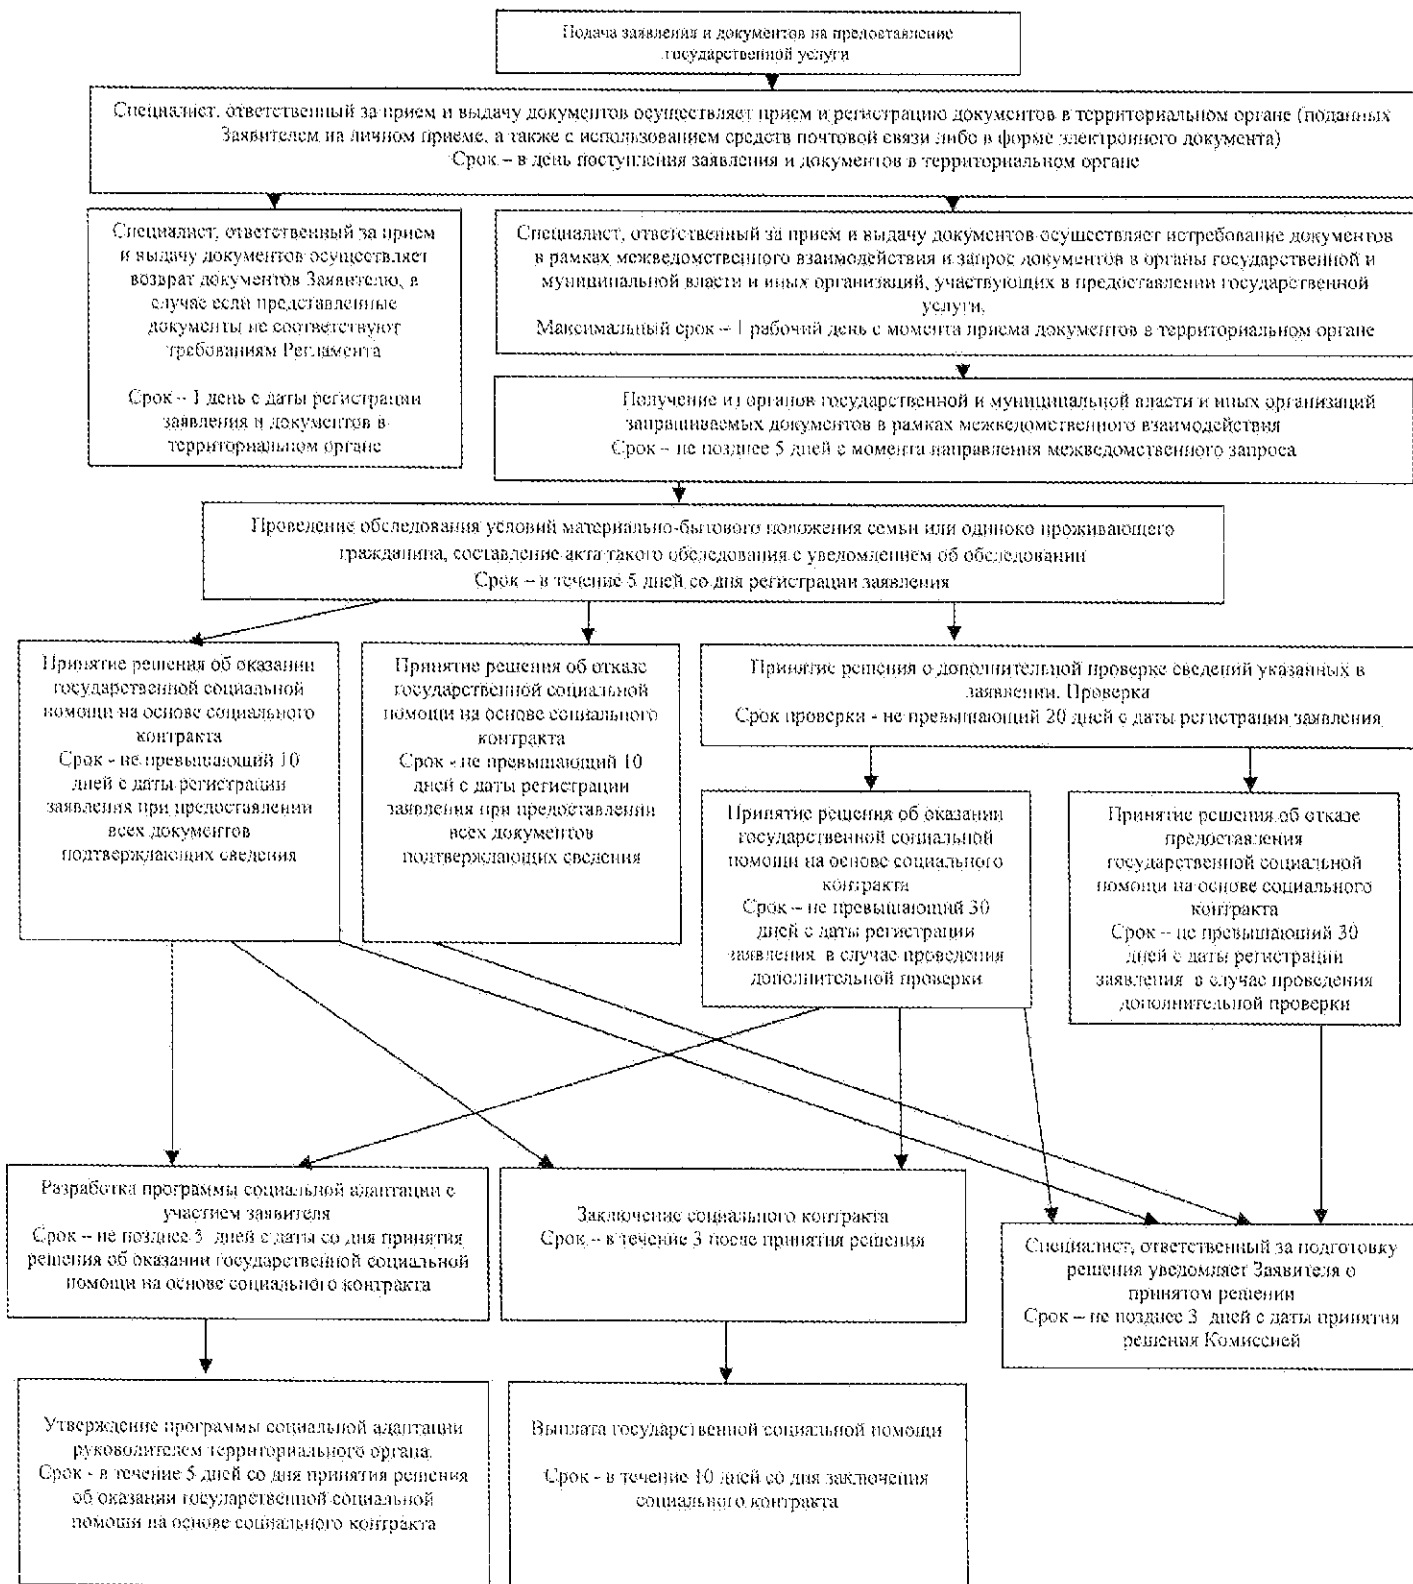 Подача заявления и документов на предоставление
государственной услуги
Специалист, ответственный за прием и выдачу документов осуществляет прием и регистрацию документов в территориальном органе (поданных
Заявителем на личном приеме, а также с использованием средств почтовой связи либо в форме электронного документа)
Срок – в день поступления заявления и документов в территориальном органе
Специалист, ответственный за прием
и выдачу документов осуществляет
возврат документов Заявителю, в
случае если представленные
документы не соответствуют
требованиям Регламента
Срок – 1 день с даты регистрации
заявления и документов в
территориальном органе
Специалист, ответственный за прием и выдачу документов осуществляет истребование документов
в рамках межведомственного взаимодействия и запрос документов в органы государственной и
муниципальной власти и иных организаций, участвующих в предоставлении государственной
услуги.
Максимальный срок – 1 рабочий день с момента приема документов в территориальном органе
Получение из органов государственной и муниципальной власти и иных организаций
запрашиваемых документов в рамках межведомственного взаимодействия
Срок – не позднее 5 дней с момента направления межведомственного запроса
Проведение обследования условий материально-бытового положения семьи или одиноко проживающего
гражданина, составление акта такого обследования с уведомлением об обследовании
Срок – в течение 5 дней со дня регистрации заявления
Принятие решения об оказании
государственной социальной
помощи на основе социального
контракта
Срок - не превышающий 10
дней с даты регистрации
заявления при предоставлении
всех документов
подтверждающих сведения
Принятие решения об отказе
государственной социальной
помощи на основе социального
контракта
Срок - не превышающий 10
дней с даты регистрации
заявления при предоставлении
всех документов
подтверждающих сведения
Принятие решения о дополнительной проверке сведений указанных в
заявлении. Проверка
Срок проверки - не превышающий 20 дней с даты регистрации заявления
Принятие решения об оказании
государственной социальной
помощи на основе социального
контракта
Срок – не превышающий 30
дней с даты регистрации
заявления в случае проведения
дополнительной проверки
Принятие решения об отказе
предоставления
государственной социальной
помощи на основе социального
контракта
Срок – не превышающий 30
дней с даты регистрации
заявления в случае проведения
дополнительной проверки
Разработка программы социальной адаптации с
участием заявителя
Срок – не позднее 5 дней с даты со дня принятия
решения об оказании государственной социальной
помощи на основе социального контракта
Заключение социального контракта
Срок – в течение 3 после принятия решения
Специалист, ответственный за подготовку
решения уведомляет Заявителя о
принятом решении
Срок – не позднее 3 дней с даты принятия
решения Комиссией
Утверждение программы социальной адаптации
руководителем территориального органа.
Срок - в течение 5 дней со дня принятия решения
об оказании государственной социальной
помощи на основе социального контракта
Выплата государственной социальной помощи
Срок - в течение 10 дней со дня заключения
социального контракта